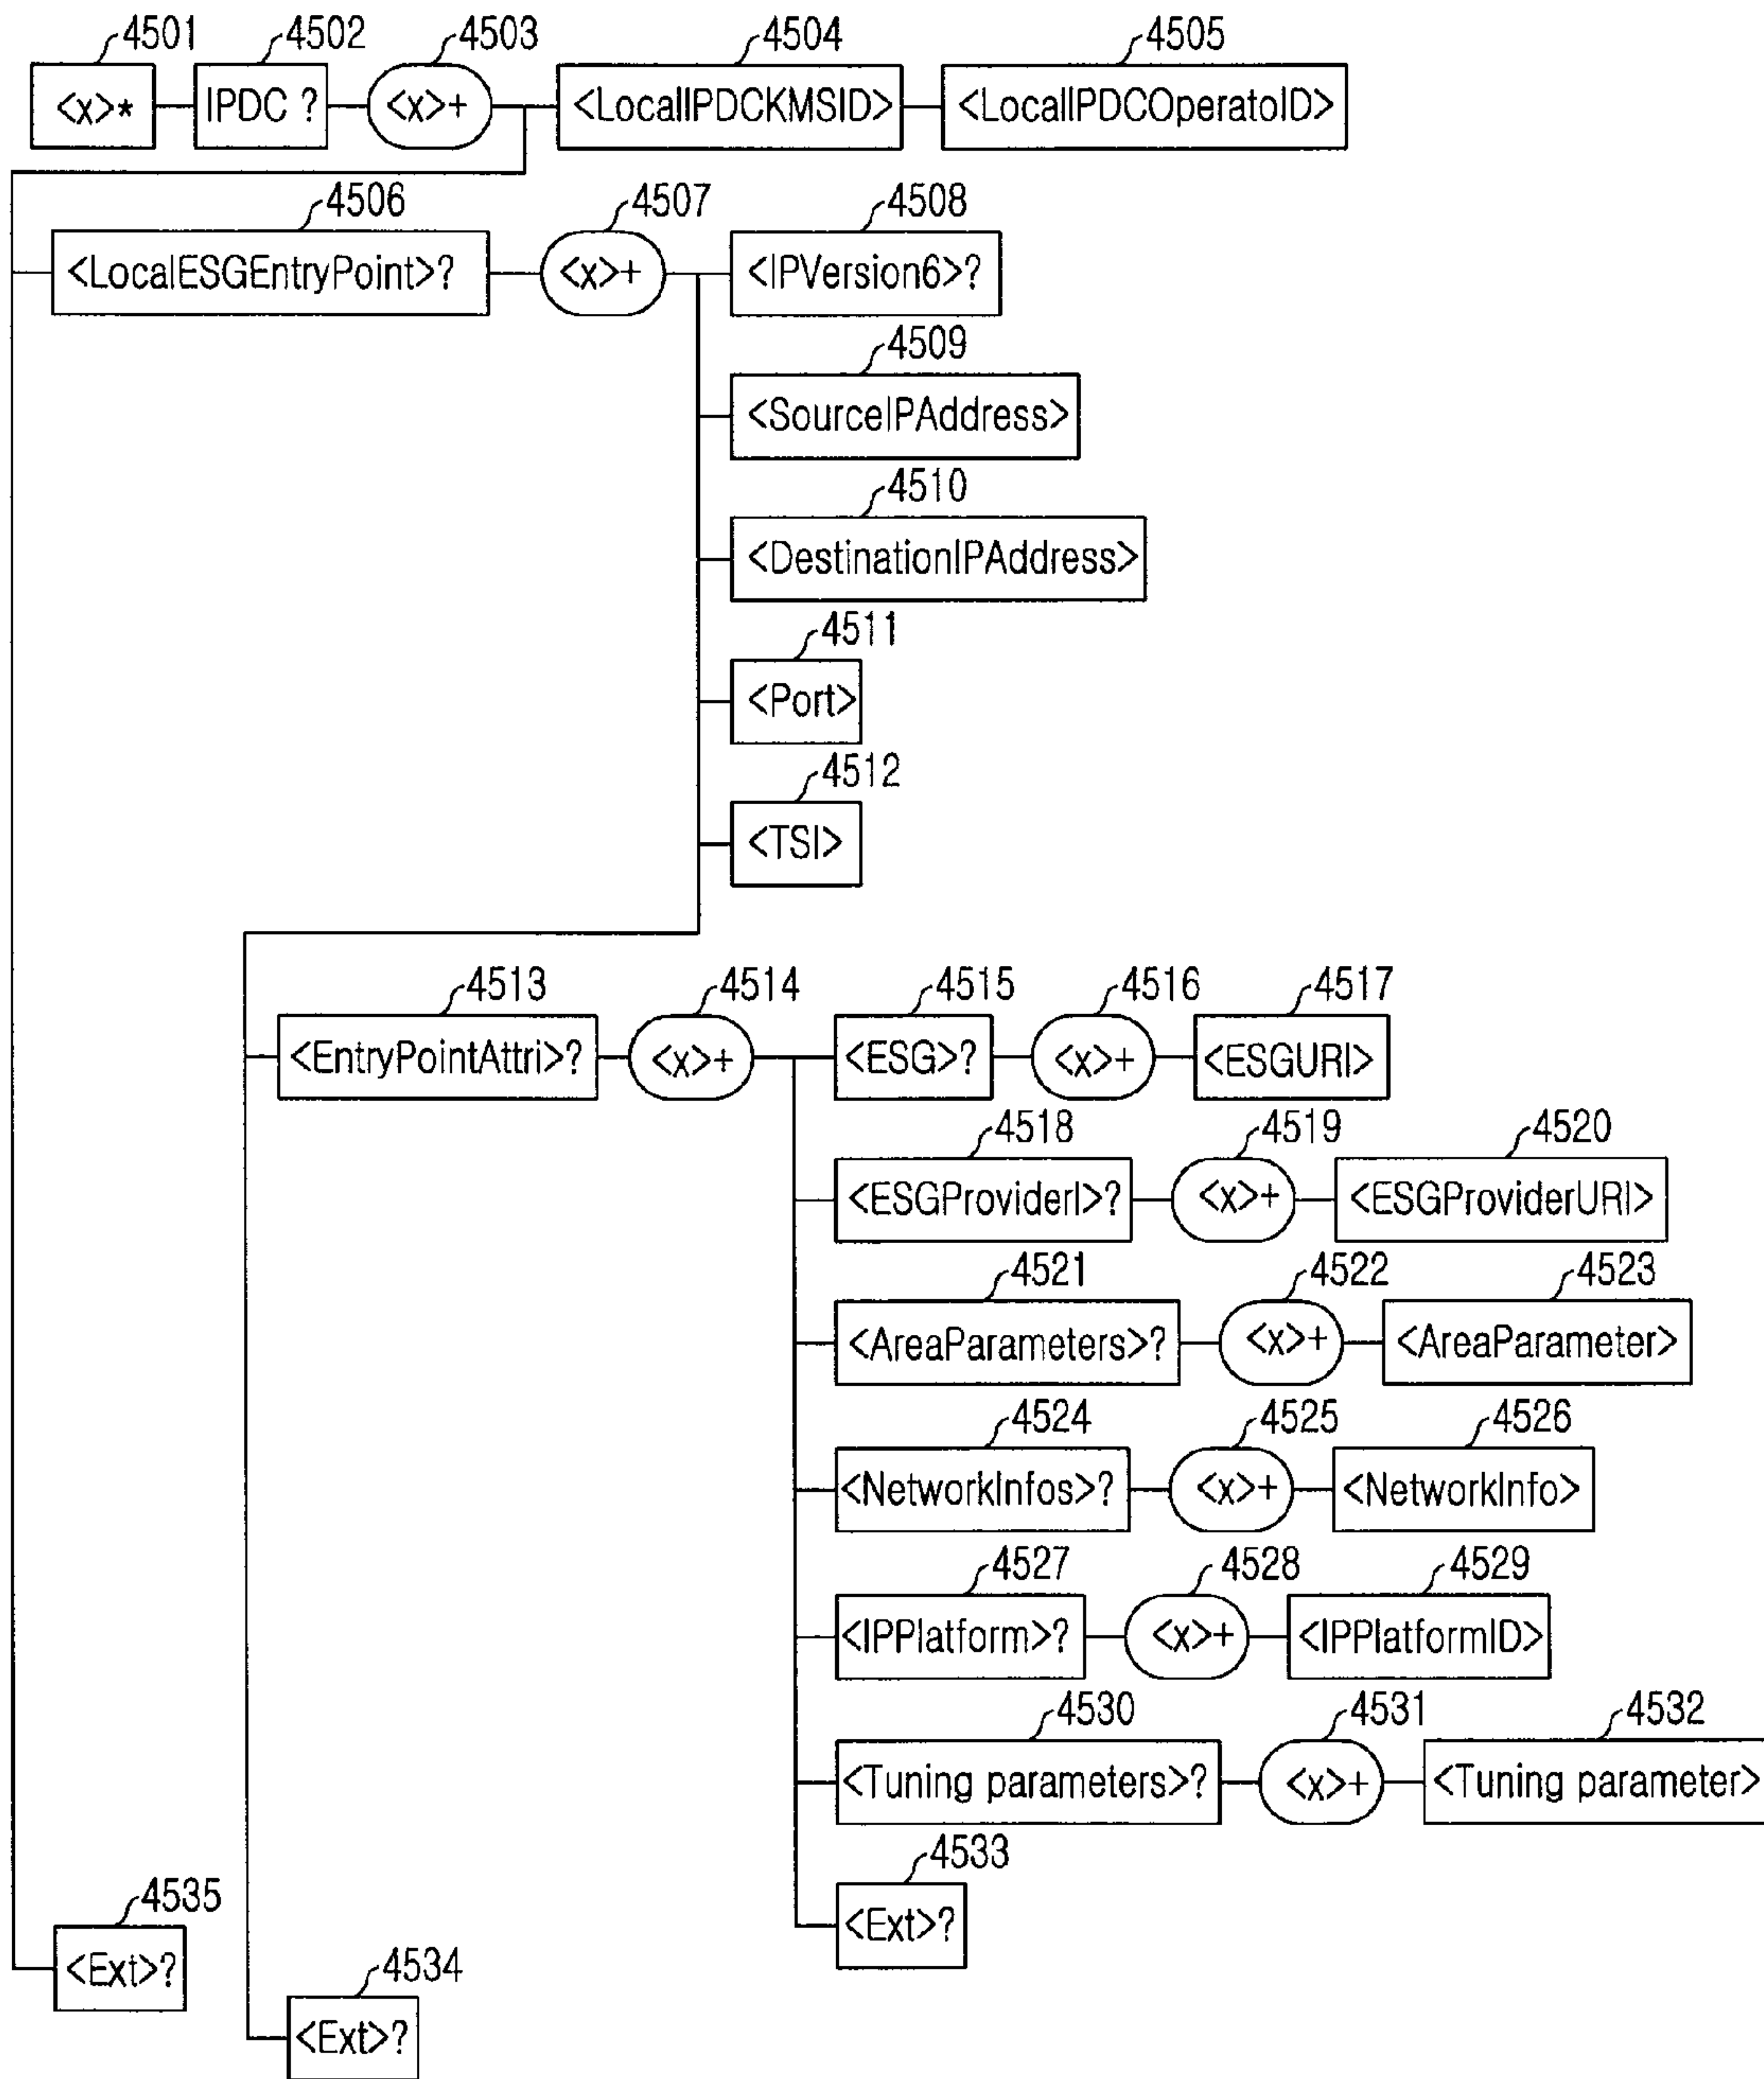 4501 4502 4503 4504 4505
<x>* IPDC ? <x>+ <LocalIPDCKMSID> <LocalIPDCOperatoID>
4506 4507 4508
<LocalESGEntryPoint>? <x>+ <IPVersion6>?
4509
<SourceIPAddress>
4510
<DestinationIPAddress>
4511
<Port>
4512
<TSI>
4513 4514 4515 4516 4517
<EntryPointAttri>? <x>+ <ESG>? <x>+ <ESGURI>
4518 4519 4520
<ESGProviderI>? <x>+ <ESGProviderURI>
4521 4522 4523
<AreaParameters>? <x>+ <AreaParameter>
4524 4525 4526
<NetworkInfos>? <x>+ <NetworkInfo>
4527 4528 4529
<IPPlatform>? <x>+ <IPPlatformID>
4530 4531 4532
<Tuning parameters>? <x>+ <Tuning parameter>
4533
<Ext>?
4535
<Ext>?
4534
<Ext>?